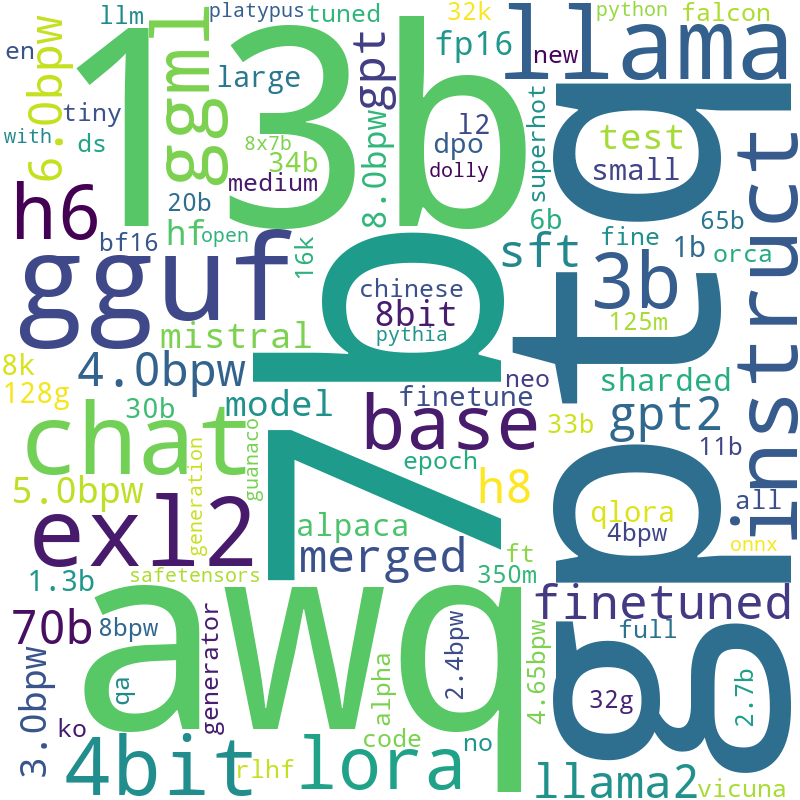 llm
platypus
tuned
32k
python
falcon
en
6.0bpw
13b
ggml
large
gpt
fp16
llama
new
tiny
with
ds
8x7b
34b
medium
8.0bpw
l2
dpo
dolly
superhot
test
small
gptq
instruct
h6
20b
bf16
hf
open
16k
6b
65b
sft
fine
1b
orca
gguf
7b
chinese
8bit
pythia
3b
125m
mistral
8k
128g
4.0bpw
30b
model
finetune
neo
sharded
chat
guanaco
base
33b
gpt2
11b
epoch
5.0bpw
generation
h8
qlora
4bpw
all
onnx
exl2
alpaca
merged
ft
350m
1.3b
safetensors
awq
finetuned
70b
8bpw
generator
full
3.0bpw
qa
ko
alpha
2.4bpw
4.65bpw
32g
2.7b
code
no
4bit
rlhf
lora
llama2
vicuna